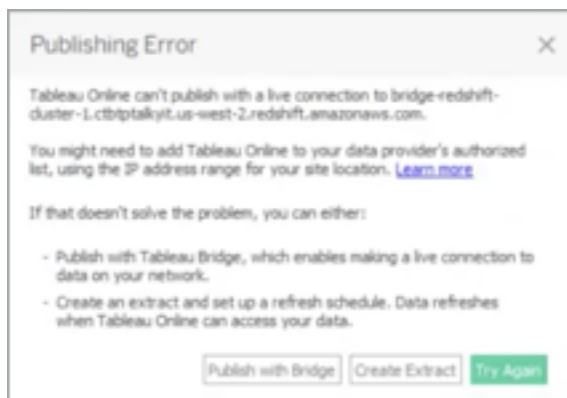 Publishing Error
Tableau Online can't publish with a live connection to bridge-redshift-
cluster-1.ctbtptalkyit.us-west-2.redshift.amazonaws.com.
You might need to add Tableau Online to your data provider's authorized
list, using the IP address range for your site location. Learn more
If that doesn't solve the problem, you can either:
- Publish with Tableau Bridge, which enables making a live connection to
data on your network.
- Create an extract and set up a refresh schedule. Data refreshes
when Tableau Online can access your data.
Publish with Bridge Create Extract Try Again